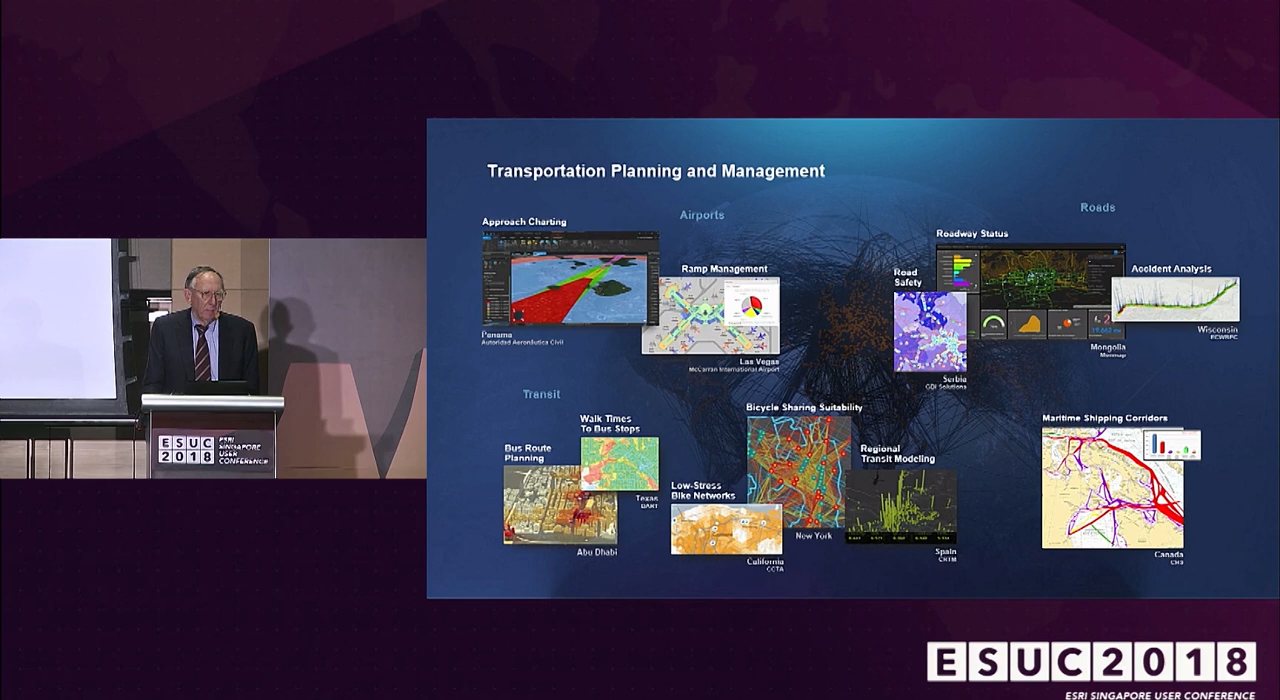 Transportation Planning and Management
Airports
Roads
Approach Charting
Ramp Management
Panama
Autoridad Aeronáutica Civil
Las Vegas
McCarran International Airport
Roadway Status
Road
Safety
Accident Analysis
Wisconsin
ECWRPC
Mongolia
Monmap
Serbia
GDi Solutions
Transit
Walk Times
To Bus Stops
Bus Route
Planning
Texas
DART
Abu Dhabi
Low-Stress
Bike Networks
California
CCTA
Bicycle Sharing Suitability
New York
Regional
Transit Modeling
Spain
CRTM
Maritime Shipping Corridors
Canada
ESUC
2018
ESRI
SINGAPORE
USER
CONFERENCE
ESUC2018
ESRI SINGAPORE USER CONFERENCE